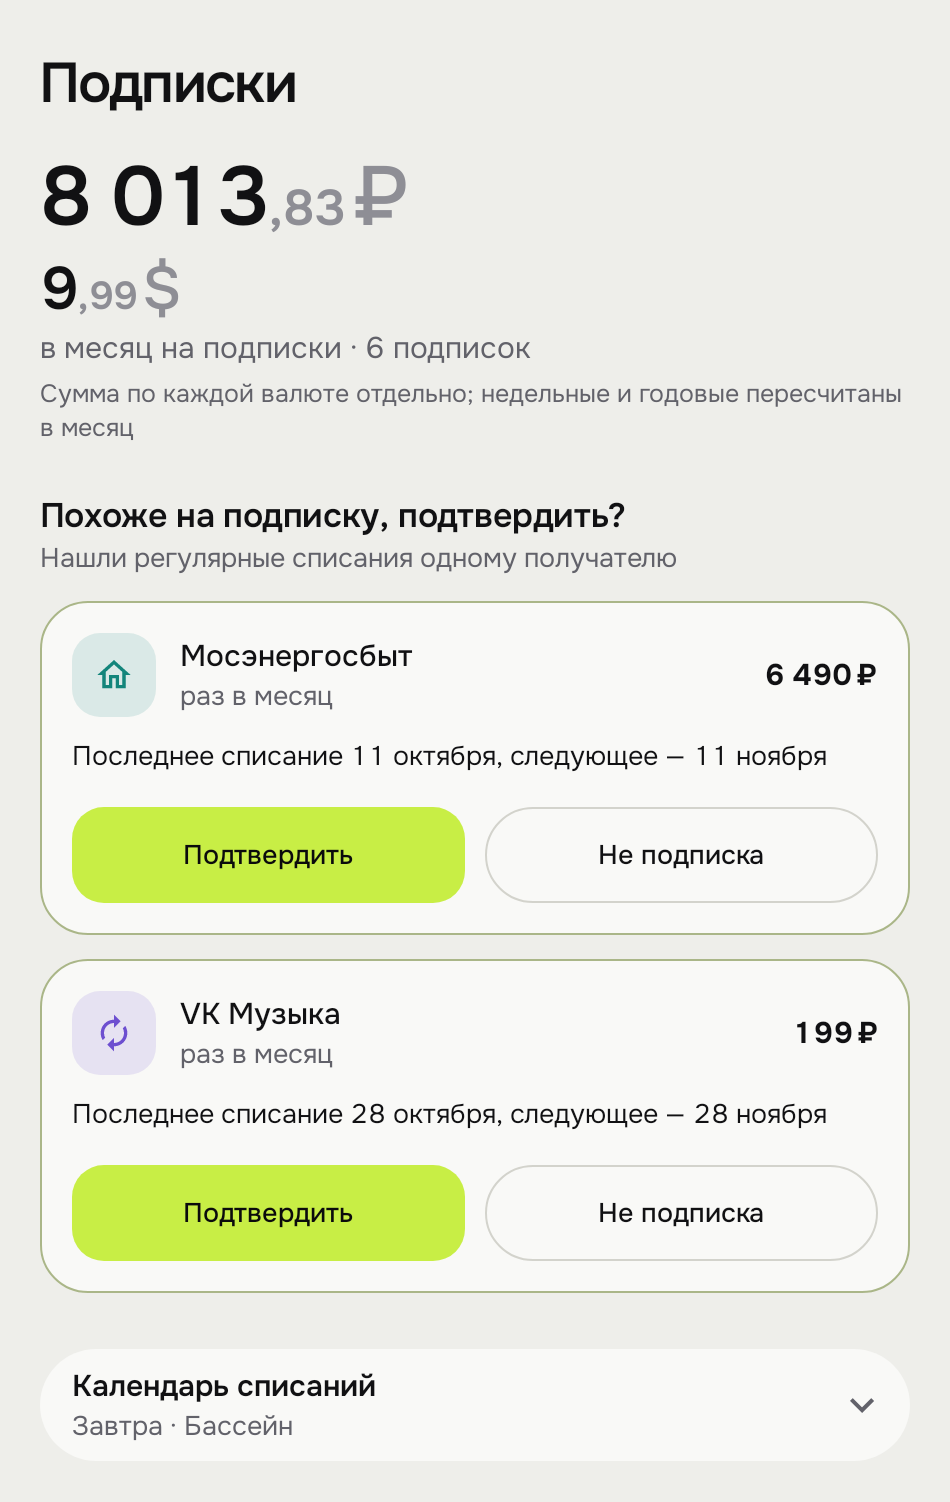 Подписки
8 013,83 ₽
9,99 $
в месяц на подписки · 6 подписок
Сумма по каждой валюте отдельно; недельные и годовые пересчитаны
в месяц
Похоже на подписку, подтвердить?
Нашли регулярные списания одному получателю
Мосэнергосбыт
раз в месяц
6 490 ₽
Последнее списание 11 октября, следующее — 11 ноября
Подтвердить
Не подписка
VK Музыка
раз в месяц
199 ₽
Последнее списание 28 октября, следующее — 28 ноября
Подтвердить
Не подписка
Календарь списаний
Завтра · Бассейн